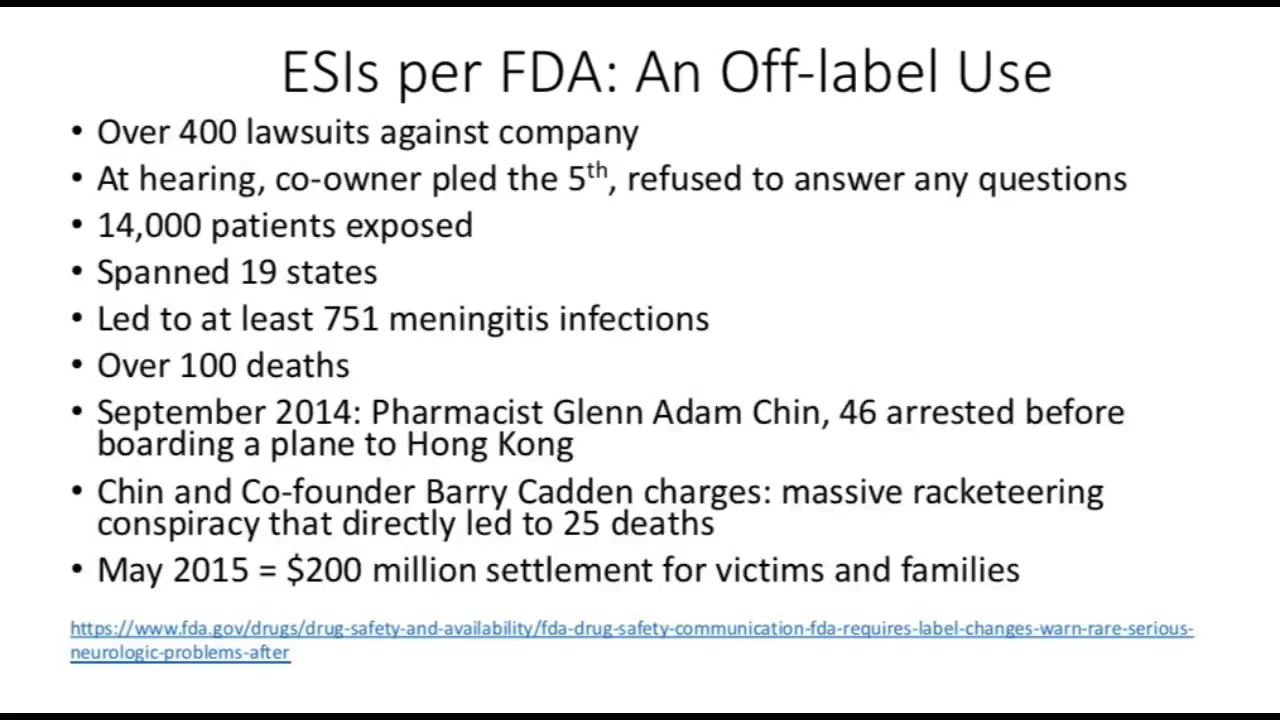 ESIs per FDA: An Off-label Use
• Over 400 lawsuits against company
• At hearing, co-owner pled the 5th, refused to answer any questions
• 14,000 patients exposed
• Spanned 19 states
• Led to at least 751 meningitis infections
• Over 100 deaths
• September 2014: Pharmacist Glenn Adam Chin, 46 arrested before
boarding a plane to Hong Kong
• Chin and Co-founder Barry Cadden charges: massive racketeering
conspiracy that directly led to 25 deaths
• May 2015 = $200 million settlement for victims and families
https://www.fda.gov/drugs/drug-safety-and-availability/fda-drug-safety-communication-fda-requires-label-changes-warn-rare-serious-
neurologic-problems-after